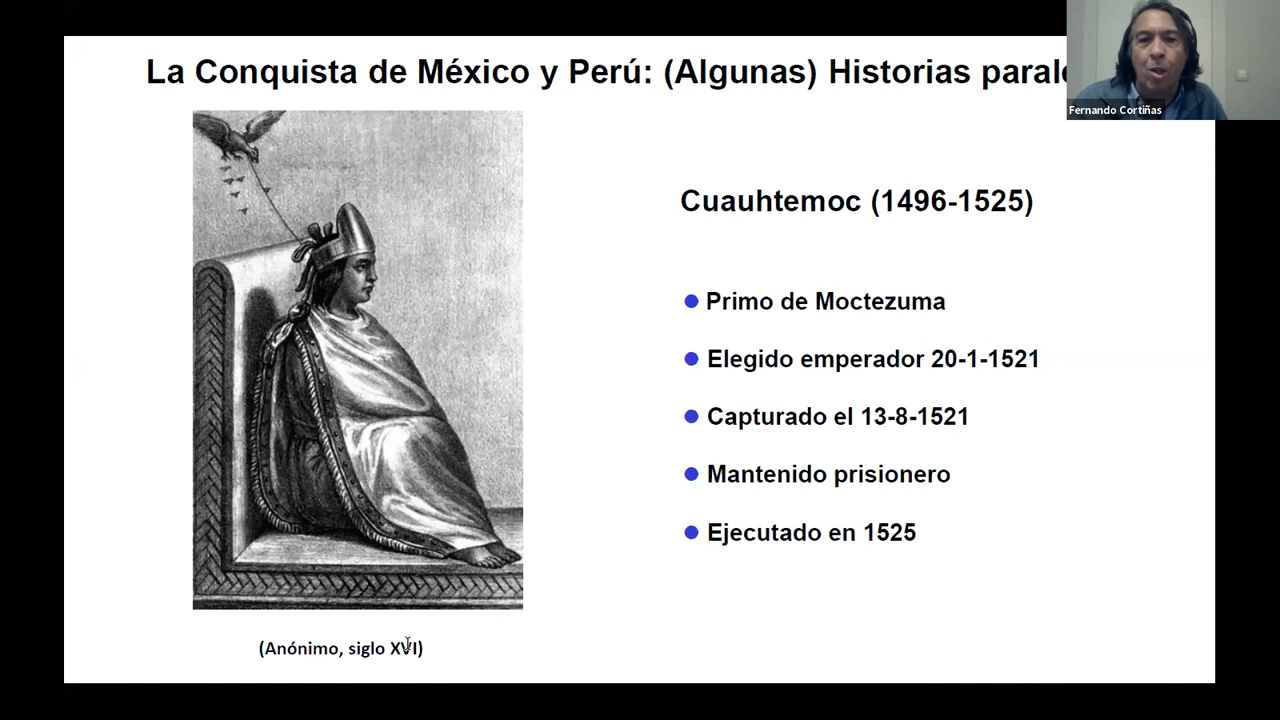 La Conquista de México y Perú: (Algunas) Historias
Fernando Cortiñas
Cuauhtemoc (1496-1525)
Primo de Moctezuma
Elegido emperador 20-1-1521
Capturado el 13-8-1521
Mantenido prisionero
Ejecutado en 1525
(Anónimo, siglo XVI)